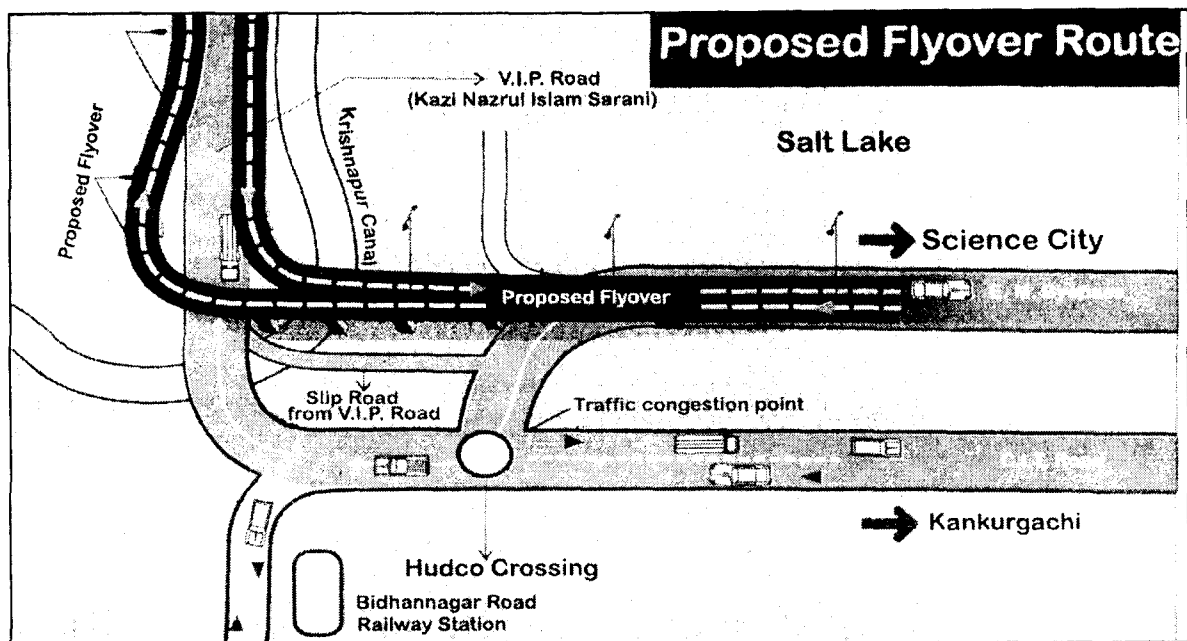 Proposed Flyover Route
V.I.P. Road
(Kazi Nazrul Islam Sarani)
Salt Lake
Proposed Flyover
Krishnapur Canal
Science City
Proposed Flyover
Slip Road
from V.I.P. Road
Traffic congestion point
Kankurgachi
Hudco Crossing
Bidhannagar Road
Railway Station